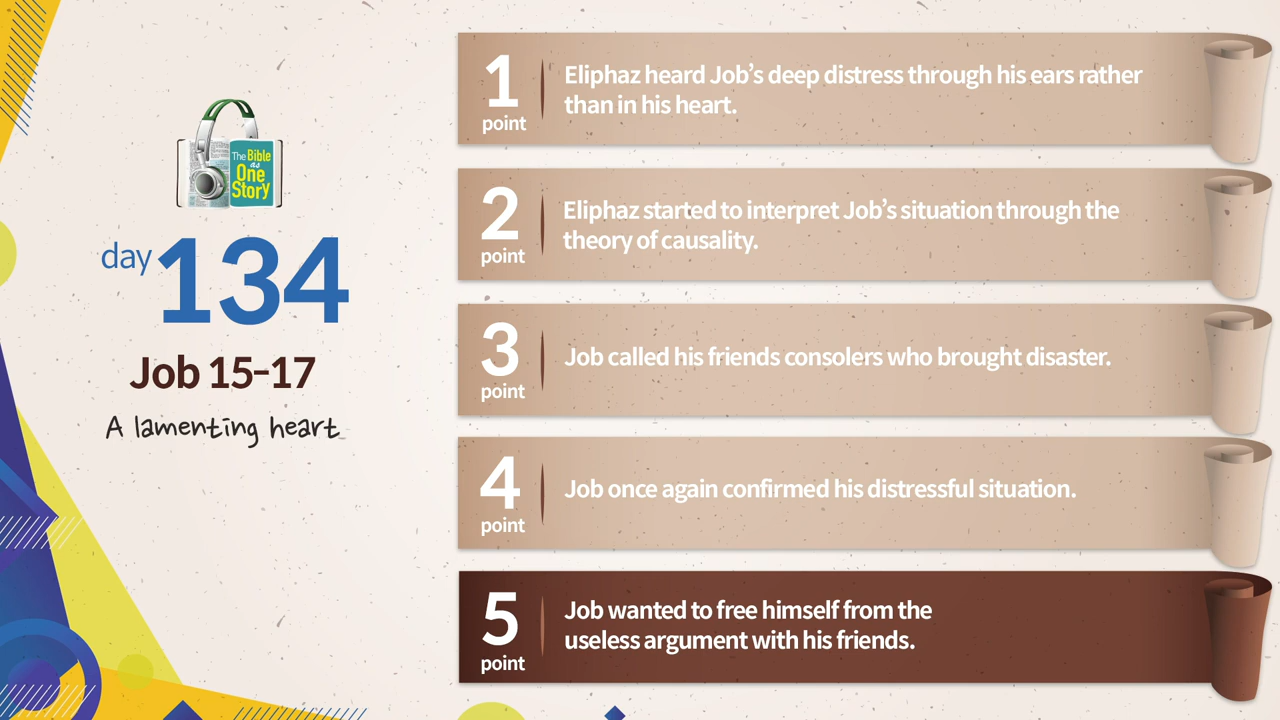 The Bible
as
One
Story
day 134
Job 15-17
A lamenting heart
1
point
Eliphaz heard Job’s deep distress through his ears rather
than in his heart.
2
point
Eliphaz started to interpret Job’s situation through the
theory of causality.
3
point
Job called his friends consolers who brought disaster.
4
point
Job once again confirmed his distressful situation.
5
point
Job wanted to free himself from the
useless argument with his friends.